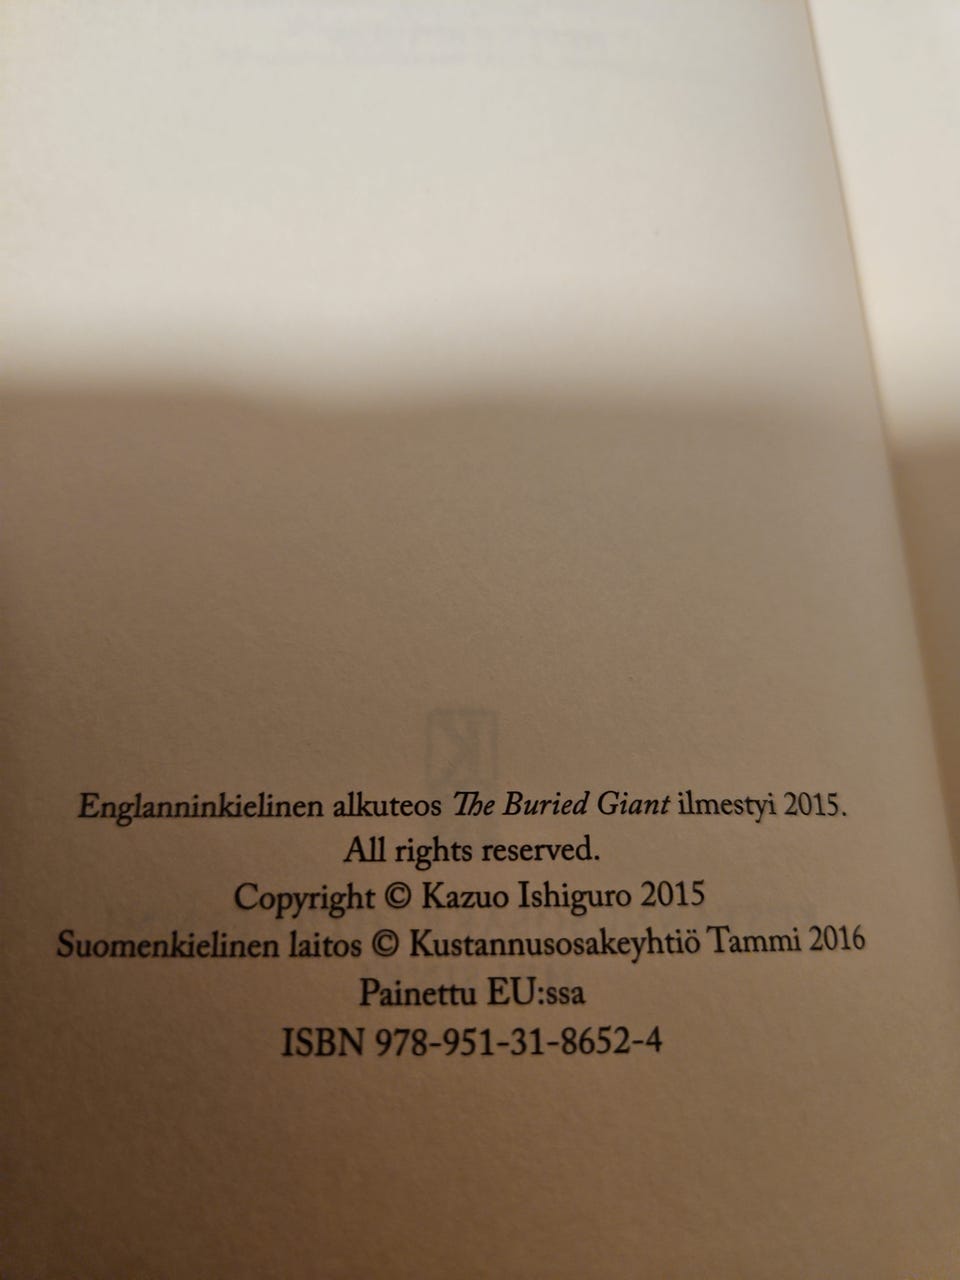 Englanninkielinen alkuteos The Buried Giant ilmestyi 2015.
All rights reserved.
Copyright © Kazuo Ishiguro 2015
Suomenkielinen laitos © Kustannusosakeyhtiö Tammi 2016
Painettu EU:ssa
ISBN 978-951-31-8652-4